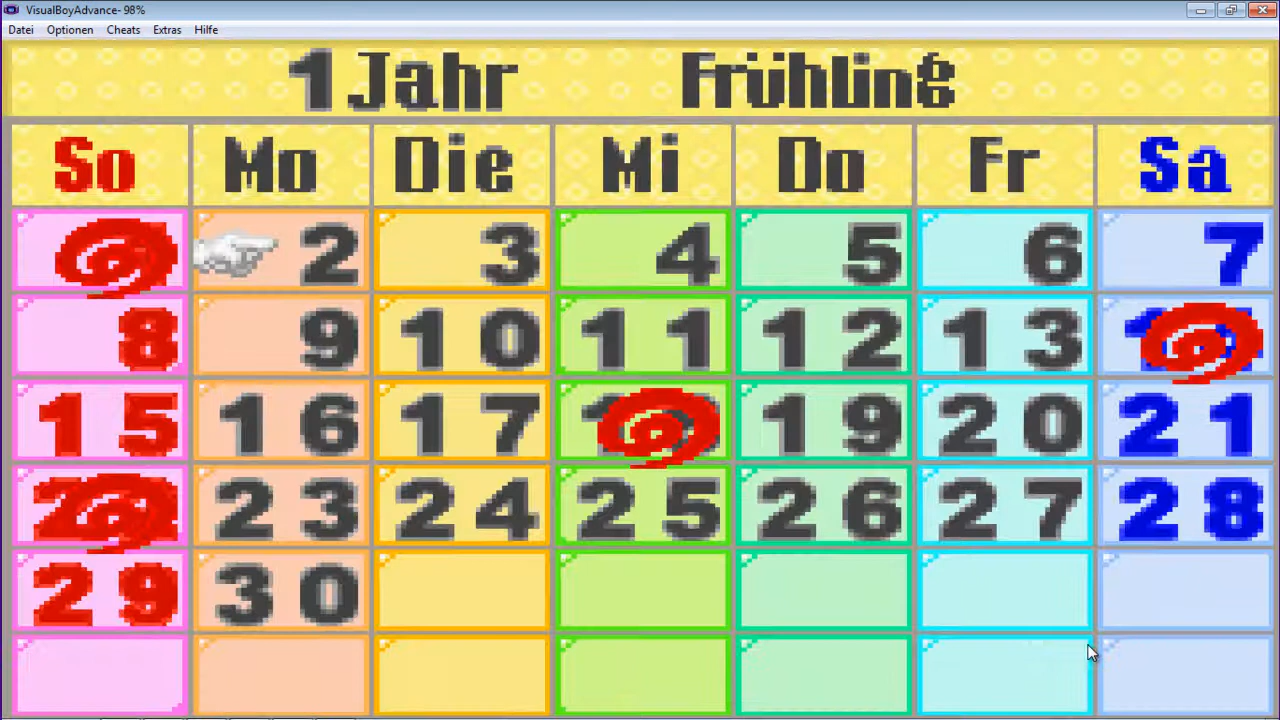 VisualBoyAdvance- 98%
Datei Optionen Cheats Extras Hilfe
1 Jahr Frühling
So Mo Die Mi Do Fr Sa
2 3 4 5 6 7
8 9 10 11 12 13
15 16 17 19 20 21
23 24 25 26 27 28
29 30